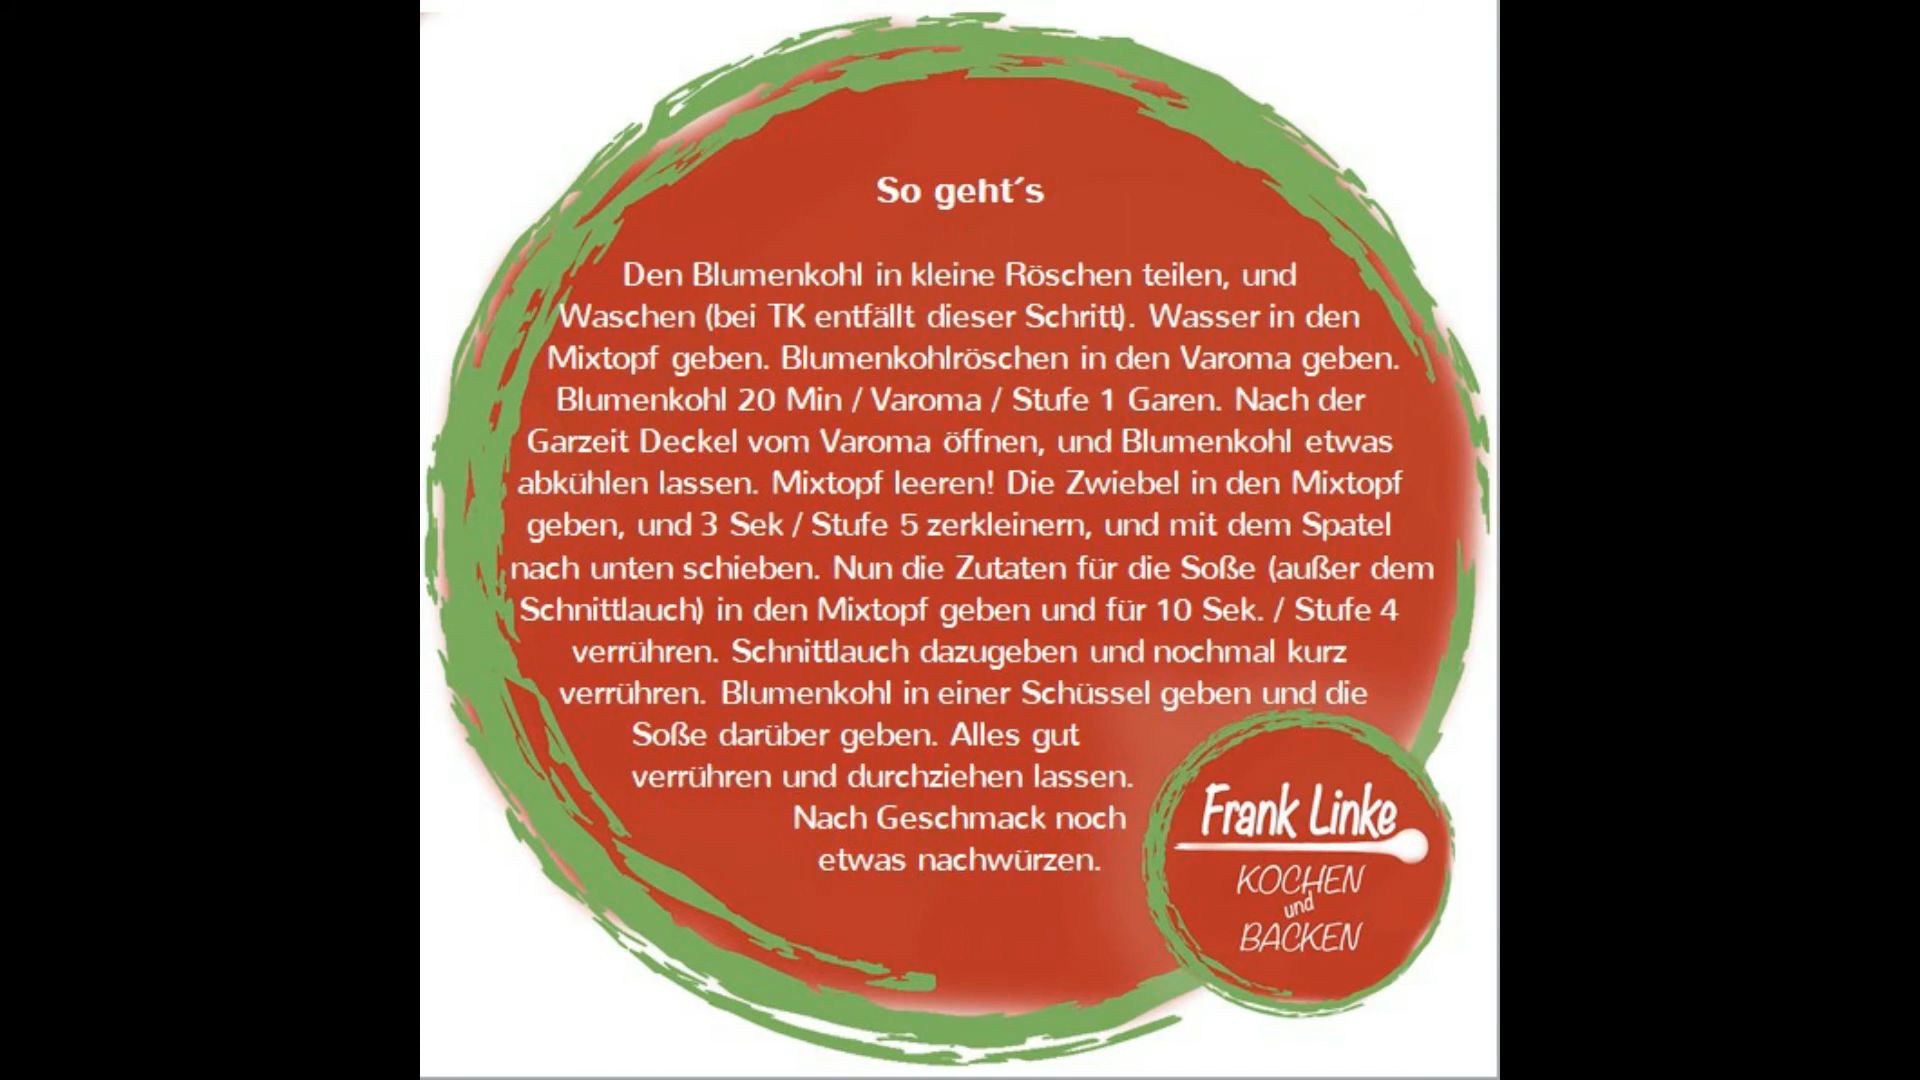 So geht´s
Den Blumenkohl in kleine Röschen teilen, und
Waschen (bei TK entfällt dieser Schritt). Wasser in den
Mixtopf geben. Blumenkohlröschen in den Varoma geben.
Blumenkohl 20 Min / Varoma / Stufe 1 Garen. Nach der
Garzeit Deckel vom Varoma öffnen, und Blumenkohl etwas
abkühlen lassen. Mixtopf leeren! Die Zwiebel in den Mixtopf
geben, und 3 Sek / Stufe 5 zerkleinern, und mit dem Spatel
nach unten schieben. Nun die Zutaten für die Soße (außer dem
Schnittlauch) in den Mixtopf geben und für 10 Sek. / Stufe 4
verrühren. Schnittlauch dazugeben und nochmal kurz
verrühren. Blumenkohl in einer Schüssel geben und die
Soße darüber geben. Alles gut
verrühren und durchziehen lassen.
Nach Geschmack noch
etwas nachwürzen.
Frank Linke
KOCHEN
und
BACKEN